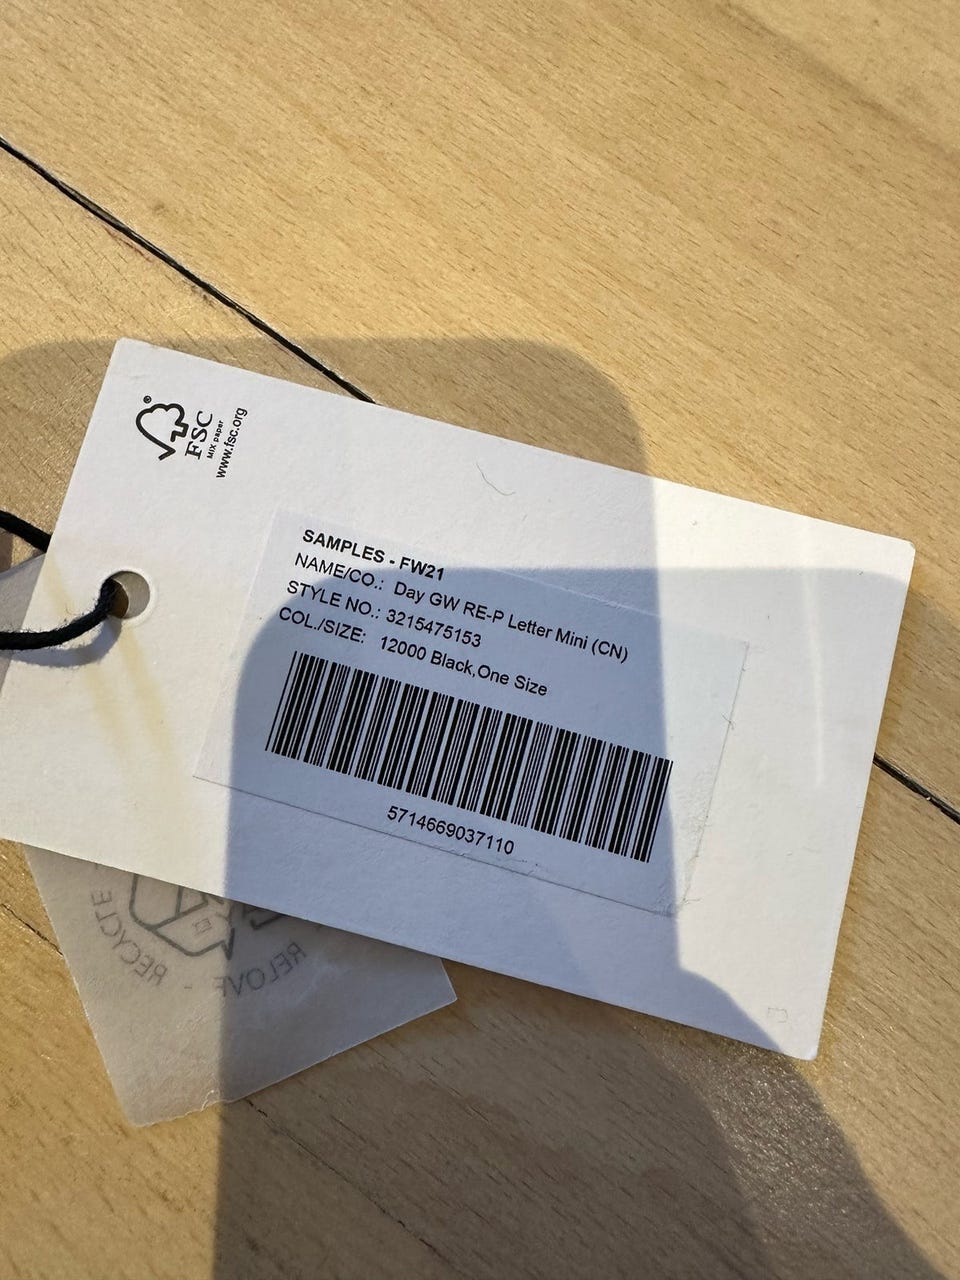 ®
FSC
MIX paper
www.fsc.org
SAMPLES - FW21
NAME/CO.: Day GW RE-P Letter Mini (CN)
STYLE NO.: 3215475153
COL./SIZE: 12000 Black,One Size
5714669037110
RECYCLE - RELOVE